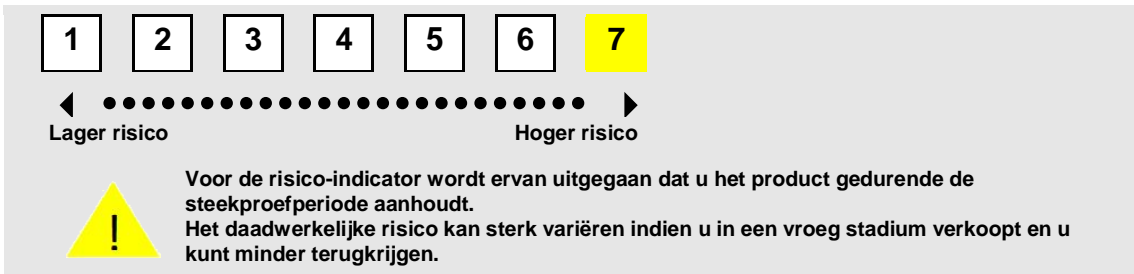 1 2 3 4 5 6 7
Lager risico Hoger risico
!
Voor de risico-indicator wordt ervan uitgegaan dat u het product gedurende de
steekproefperiode aanhoudt.
Het daadwerkelijke risico kan sterk variëren indien u in een vroeg stadium verkoopt en u
kunt minder terugkrijgen.